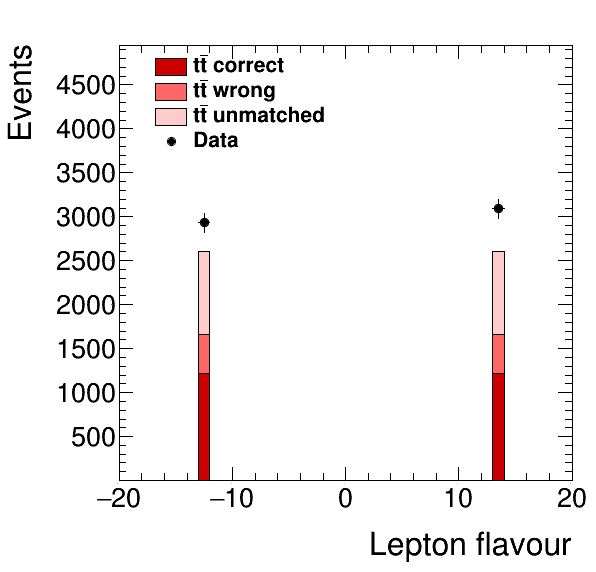 Events
4500
4000
3500
3000
2500
2000
1500
1000
500
tt̄ correct
tt̄ wrong
tt̄ unmatched
Data
−20 −10 0 10 20
Lepton flavour